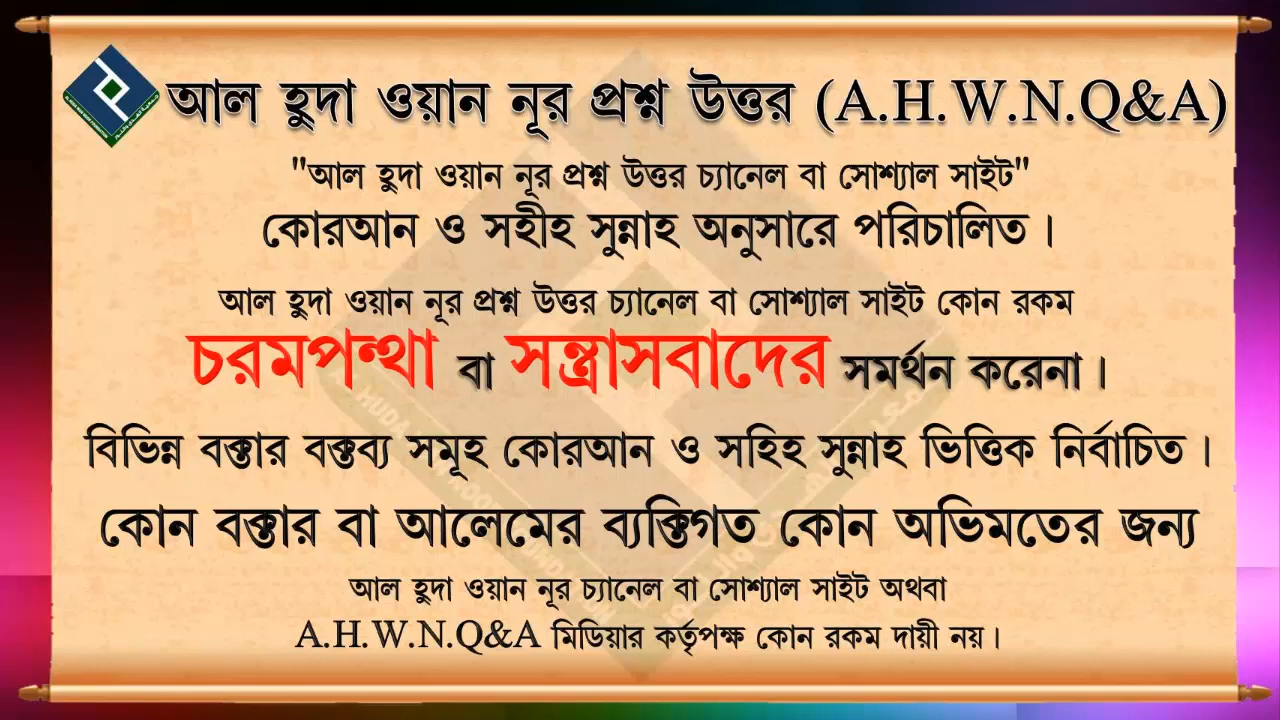 আল হুদা ওয়ান নূর প্রশ্ন উত্তর (A.H.W.N.Q&A)
"আল হুদা ওয়ান নূর প্রশ্ন উত্তর চ্যানেল বা সোশ্যাল সাইট"
কোরআন ও সহীহ সুন্নাহ অনুসারে পরিচালিত।
আল হুদা ওয়ান নূর প্রশ্ন উত্তর চ্যানেল বা সোশ্যাল সাইট কোন রকম
চরমপন্থা বা সন্ত্রাসবাদের সমর্থন করেনা।
বিভিন্ন বক্তার বক্তব্য সমূহ কোরআন ও সহিহ সুন্নাহ ভিত্তিক নির্বাচিত।
কোন বক্তার বা আলেমের ব্যক্তিগত কোন অভিমতের জন্য
আল হুদা ওয়ান নূর চ্যানেল বা সোশ্যাল সাইট অথবা
A.H.W.N.Q&A মিডিয়ার কর্তৃপক্ষ কোন রকম দায়ী নয়।